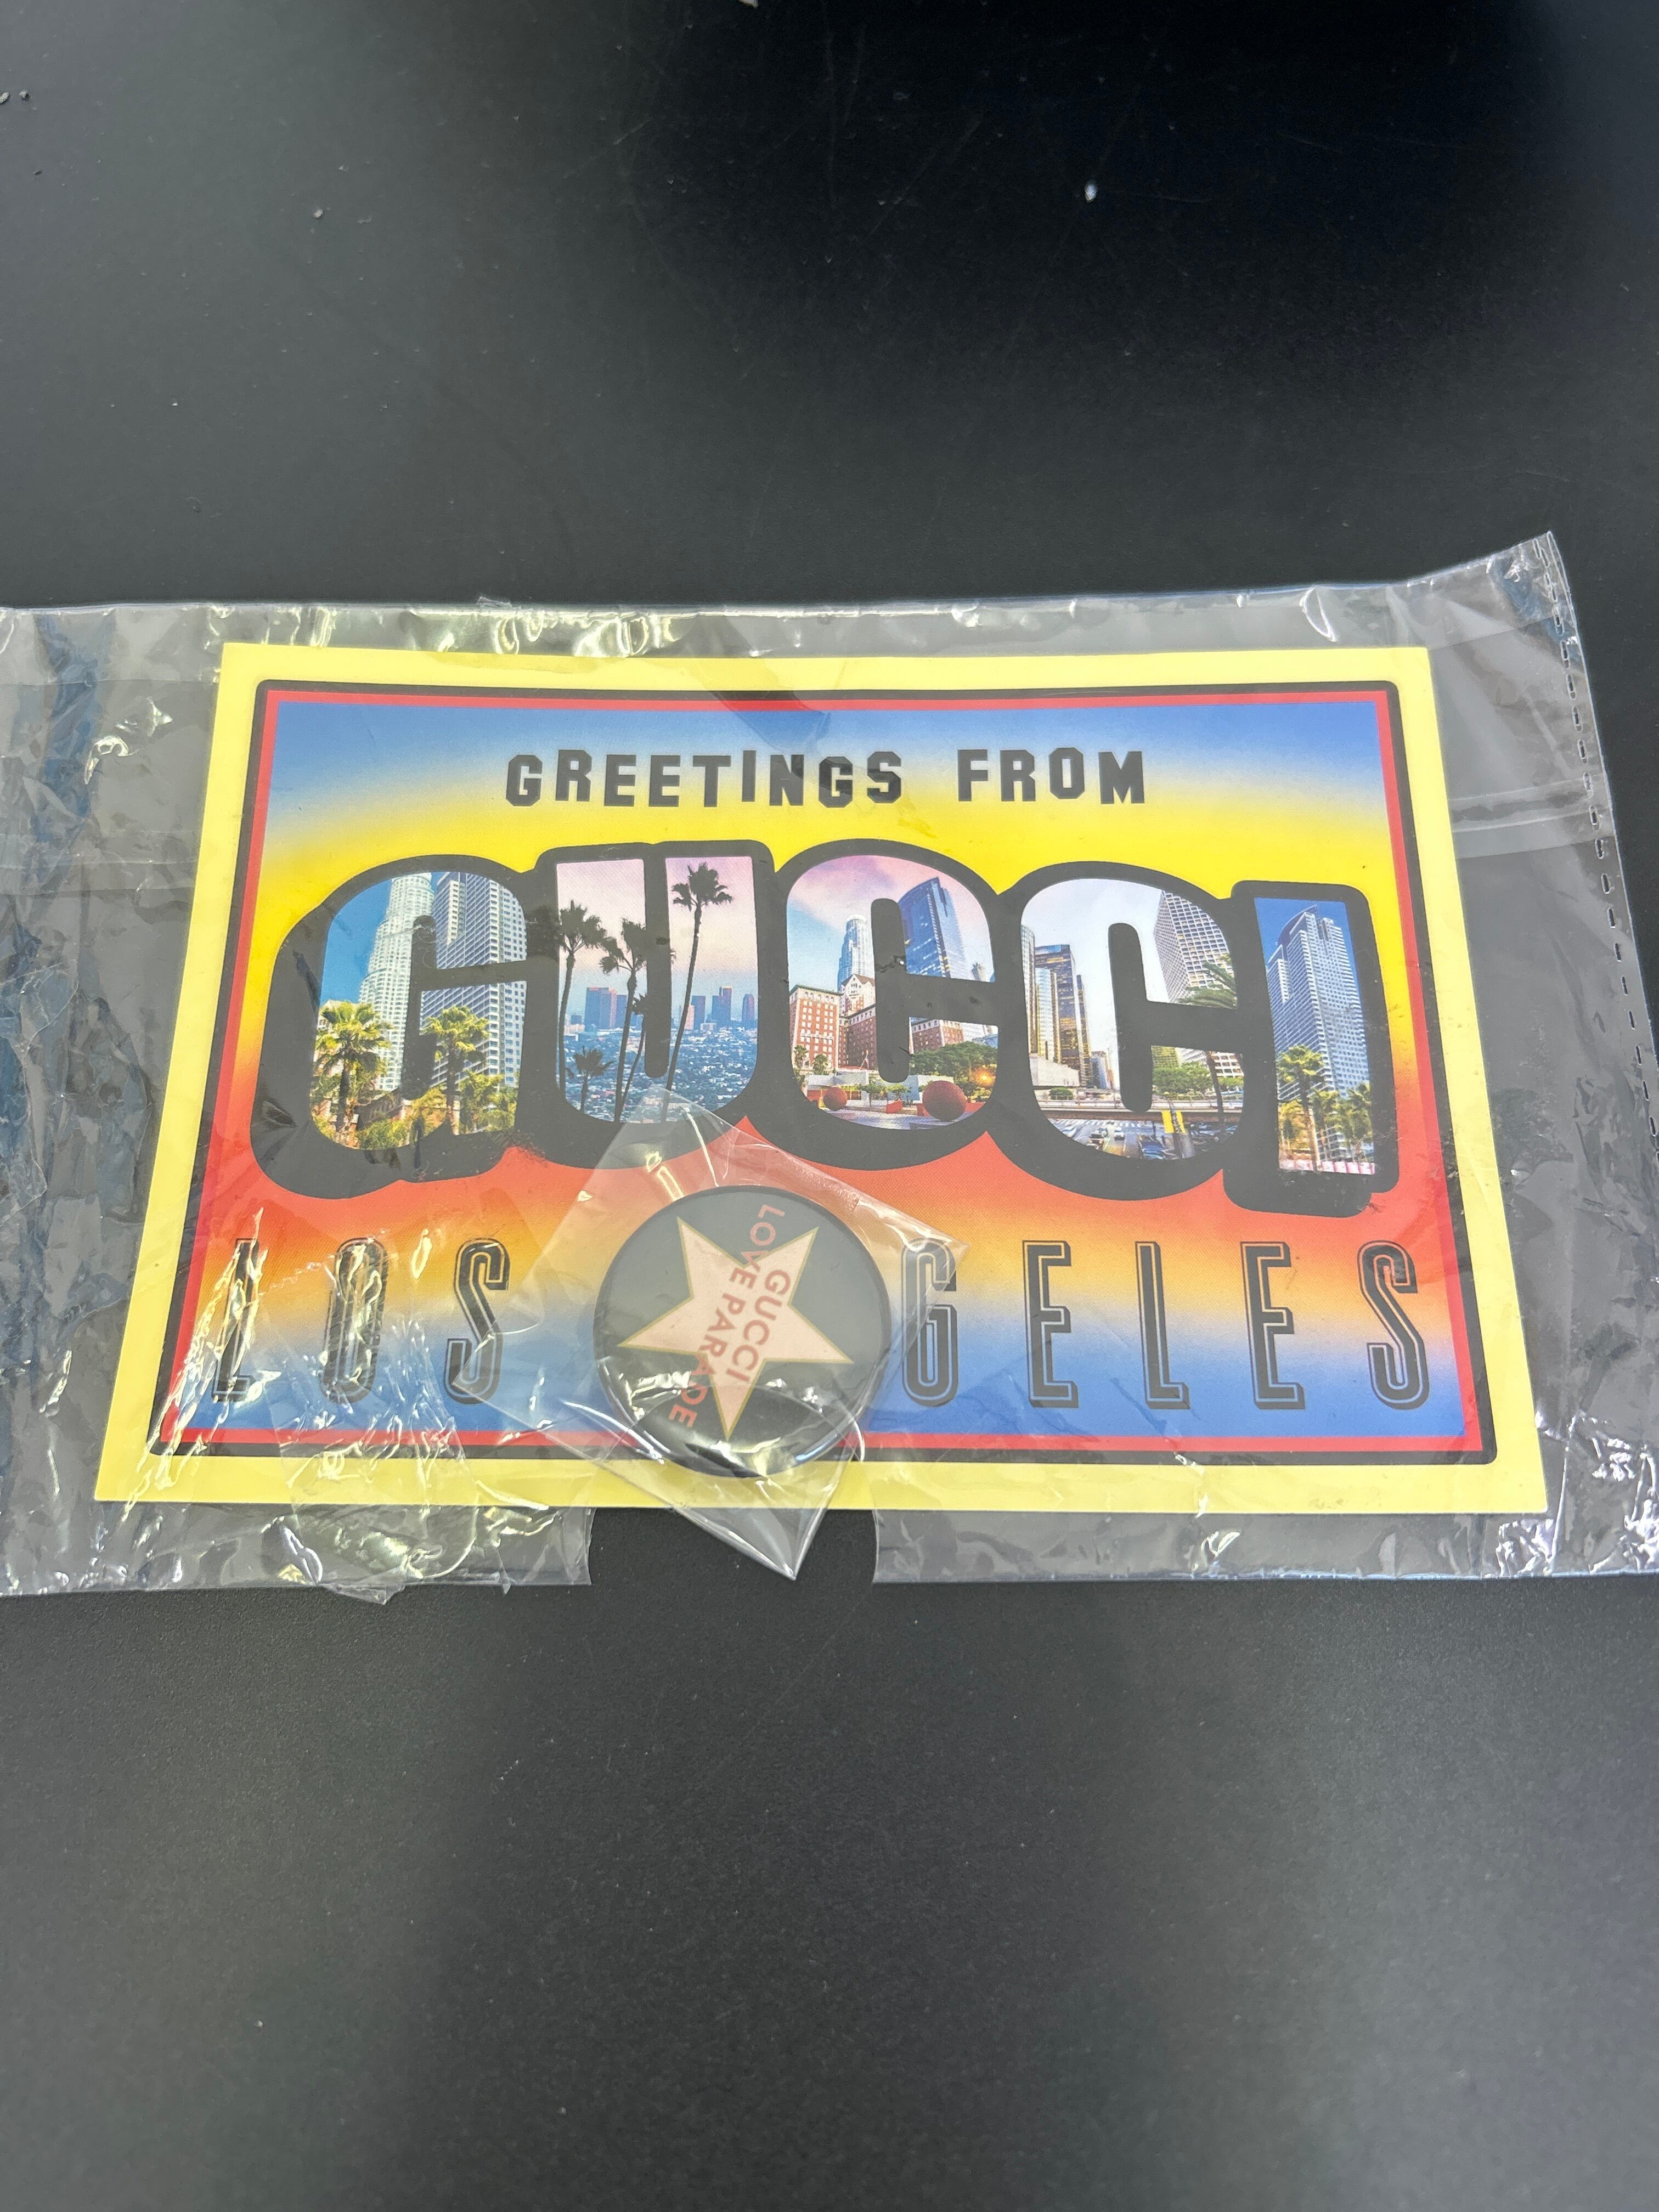 GREETINGS FROM
GUCCI
LOS GELES
GUCCI
LOVE PARADE